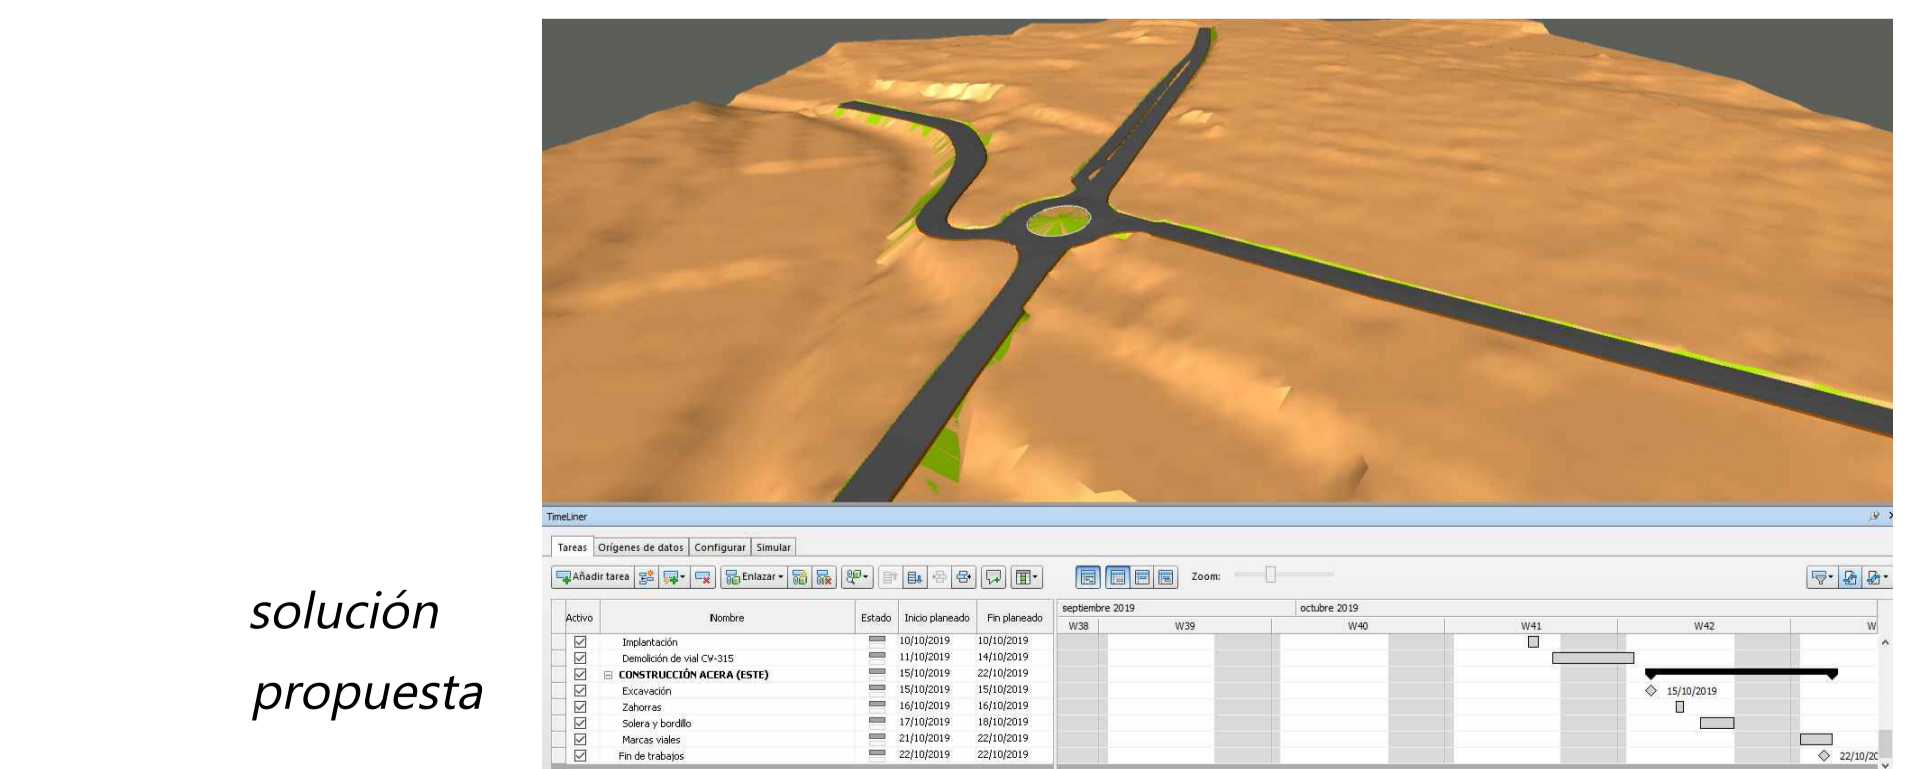 solución
propuesta
TimeLiner
Tareas Orígenes de datos Configurar Simular
Añadir tarea Enlazar Zoom:
Activo Nombre Estado Inicio planeado Fin planeado septiembre 2019 octubre 2019
W38 W39 W40 W41 W42 W
Implantación 10/10/2019 10/10/2019
Demolición de vial CV-315 11/10/2019 14/10/2019
CONSTRUCCIÓN ACERA (ESTE) 15/10/2019 22/10/2019
Excavación 15/10/2019 15/10/2019 15/10/2019
Zahorras 16/10/2019 16/10/2019
Solera y bordillo 17/10/2019 18/10/2019
Marcas viales 21/10/2019 22/10/2019
Fin de trabajos 22/10/2019 22/10/2019 22/10/20